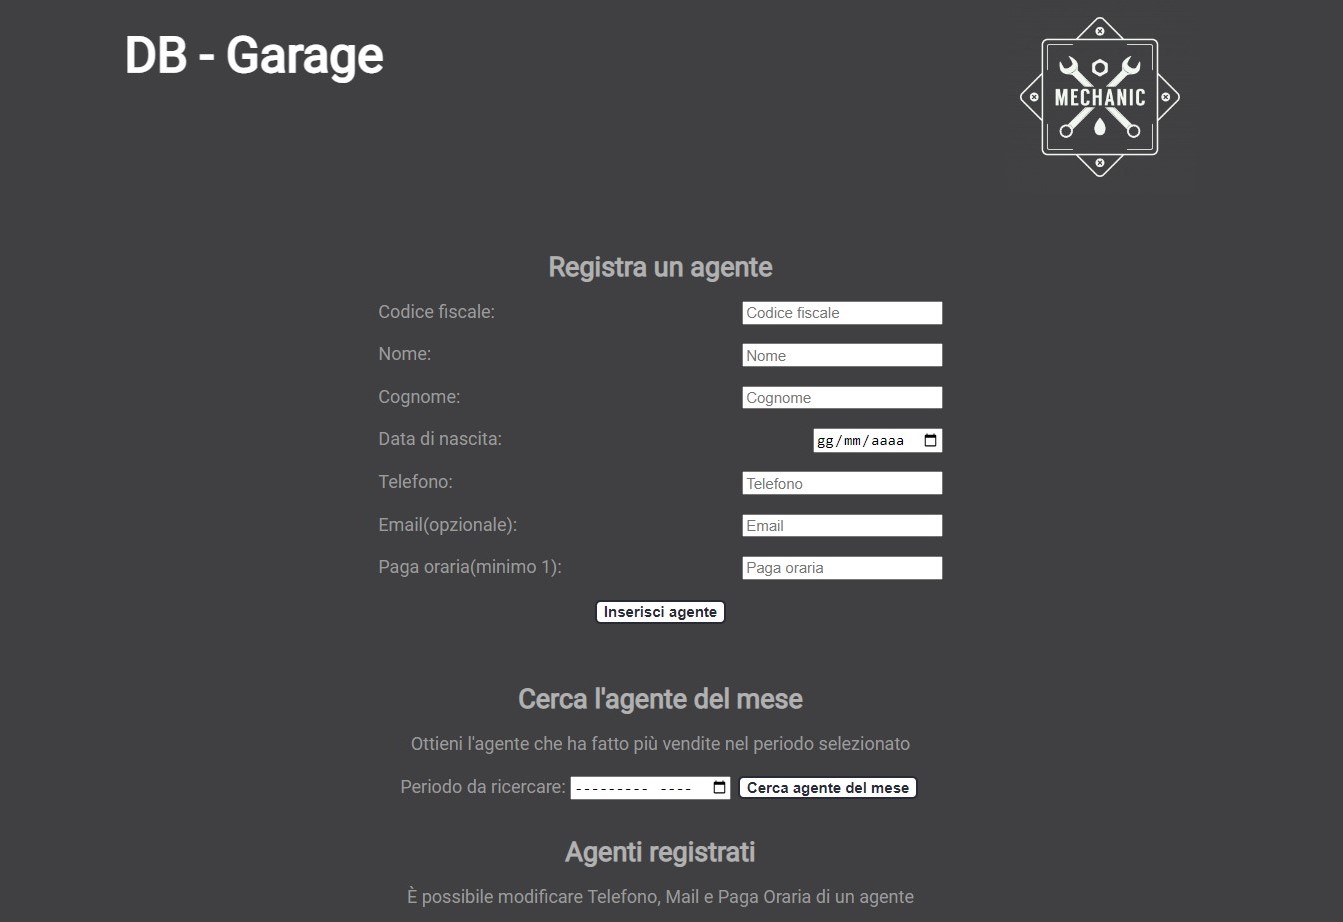 DB - Garage
MECHANIC
Registra un agente
Codice fiscale: Codice fiscale
Nome: Nome
Cognome: Cognome
Data di nascita: gg/mm/aaaa
Telefono: Telefono
Email(opzionale): Email
Paga oraria(minimo 1): Paga oraria
Inserisci agente
Cerca l'agente del mese
Ottieni l'agente che ha fatto più vendite nel periodo selezionato
Periodo da ricercare: --------- ---- Cerca agente del mese
Agenti registrati
È possibile modificare Telefono, Mail e Paga Oraria di un agente